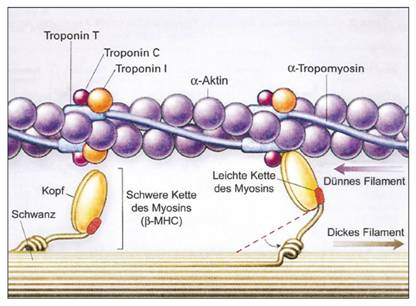 Troponin T
Troponin C
Troponin I
α-Aktin
α-Tropomyosin
Kopf
Schwanz
Schwere Kette
des Myosins
(β-MHC)
Leichte Kette
des Myosins
Dünnes Filament
Dickes Filament